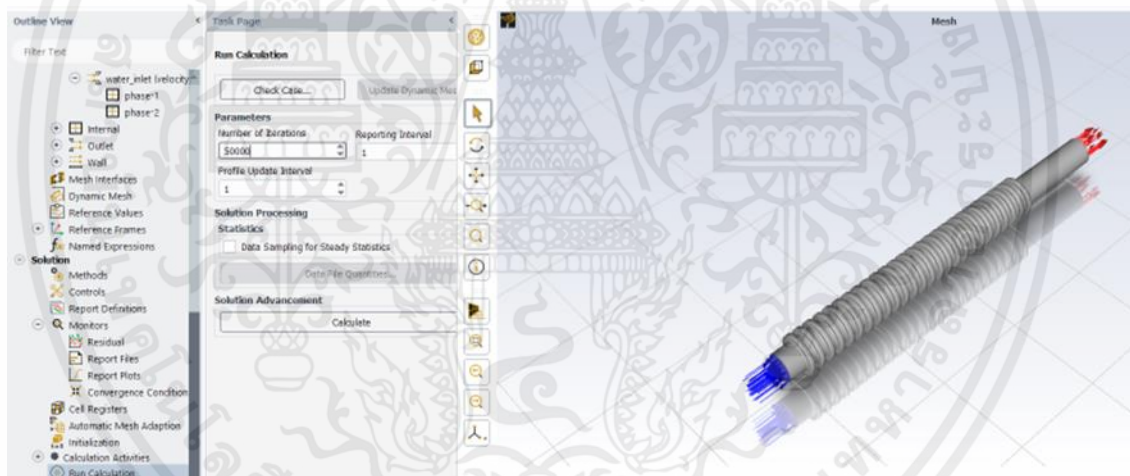 Outline View
Filter Text
water_inlet (velocity
phase-1
phase-2
Internal
Outlet
Wall
Mesh Interfaces
Dynamic Mesh
Reference Values
Reference Frames
Named Expressions
Solution
Methods
Controls
Report Definitions
Monitors
Residual
Report Files
Report Plots
Convergence Condition
Cell Registers
Automatic Mesh Adaption
Initialization
Calculation Activities
Run Calculation
Task Page
Run Calculation
Check Case...
Update Dynamic Mes
Parameters
Number of Iterations
Reporting Interval
50000
1
Profile Update Interval
1
Solution Processing
Statistics
Data Sampling for Steady Statistics
Data File Quantities...
Solution Advancement
Calculate
Mesh